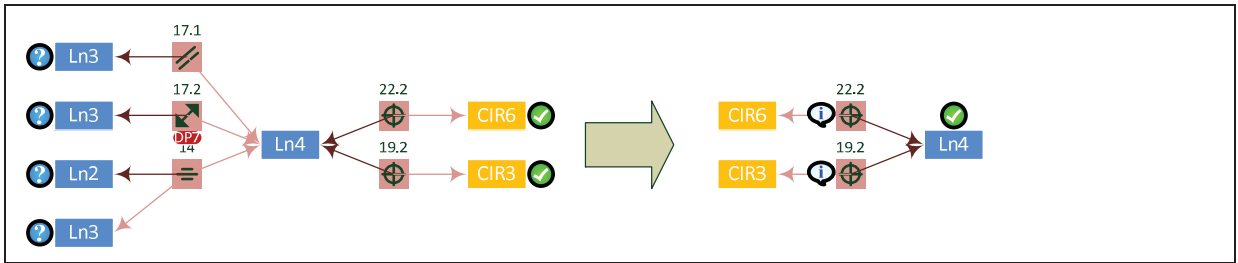 17.1
Ln3
17.2
Ln3
DP7
14
Ln2
Ln3
Ln4
22.2
CIR6
19.2
CIR3
22.2
CIR6
19.2
CIR3
Ln4